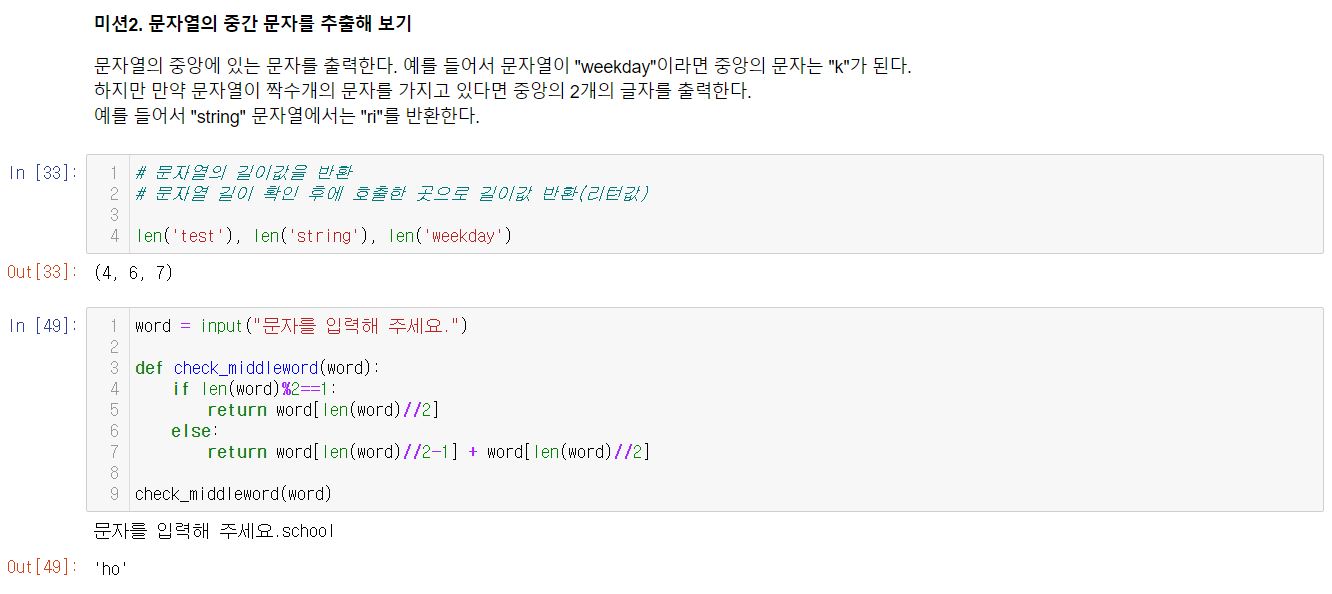 미션2. 문자열의 중간 문자를 추출해 보기
문자열의 중앙에 있는 문자를 출력한다. 예를 들어서 문자열이 "weekday"이라면 중앙의 문자는 "k"가 된다.
하지만 만약 문자열이 짝수개의 문자를 가지고 있다면 중앙의 2개의 글자를 출력한다.
예를 들어서 "string" 문자열에서는 "ri"를 반환한다.
In [33]:
1 # 문자열의 길이값을 반환
2 # 문자열 길이 확인 후에 호출한 곳으로 길이값 반환(리턴값)
3
4 len('test'), len('string'), len('weekday')
Out[33]: (4, 6, 7)
In [49]:
1 word = input("문자를 입력해 주세요.")
2
3 def check_middleword(word):
4     if len(word)%2==1:
5         return word[len(word)//2]
6     else:
7         return word[len(word)//2-1] + word[len(word)//2]
8
9 check_middleword(word)
문자를 입력해 주세요.school
Out[49]: 'ho'